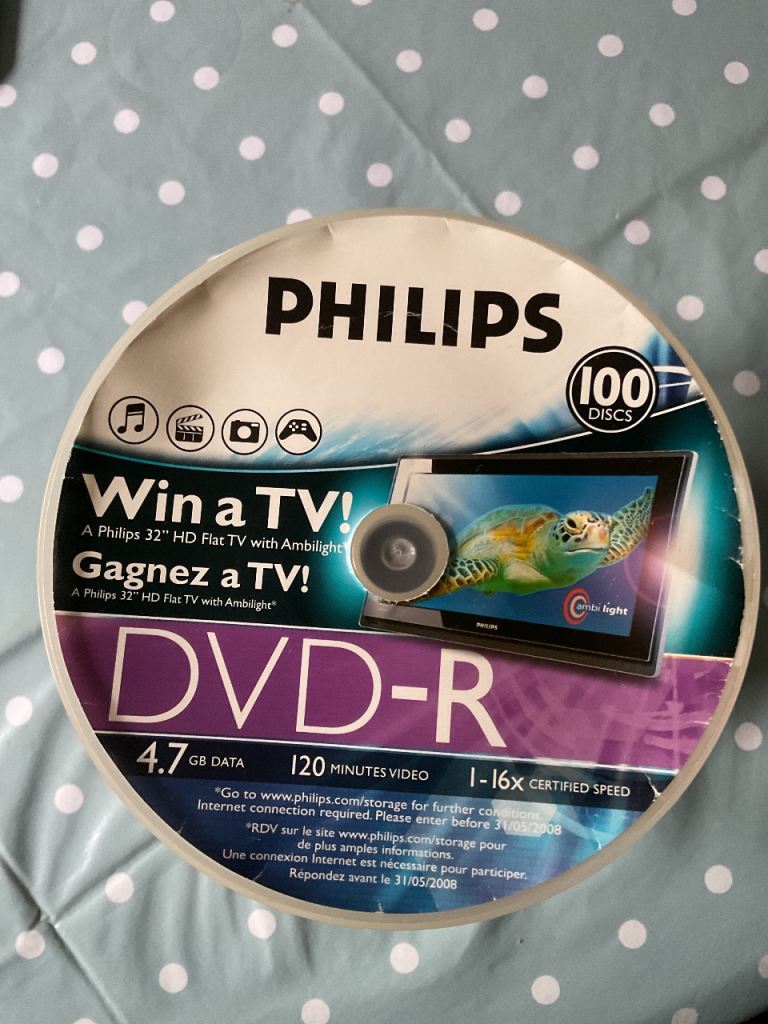 PHILIPS
100
DISCS
Win a TV!
A Philips 32" HD Flat TV with Ambilight*
Gagnez a TV!
A Philips 32" HD Flat TV with Ambilight*
ambi light
PHILIPS
DVD-R
4.7 GB DATA 120 MINUTES VIDEO 1-16x CERTIFIED SPEED
*Go to www.philips.com/storage for further conditions.
Internet connection required. Please enter before 31/05/2008
*RDV sur le site www.philips.com/storage pour
de plus amples informations.
Une connexion Internet est nécessaire pour participer.
Répondez avant le 31/05/2008